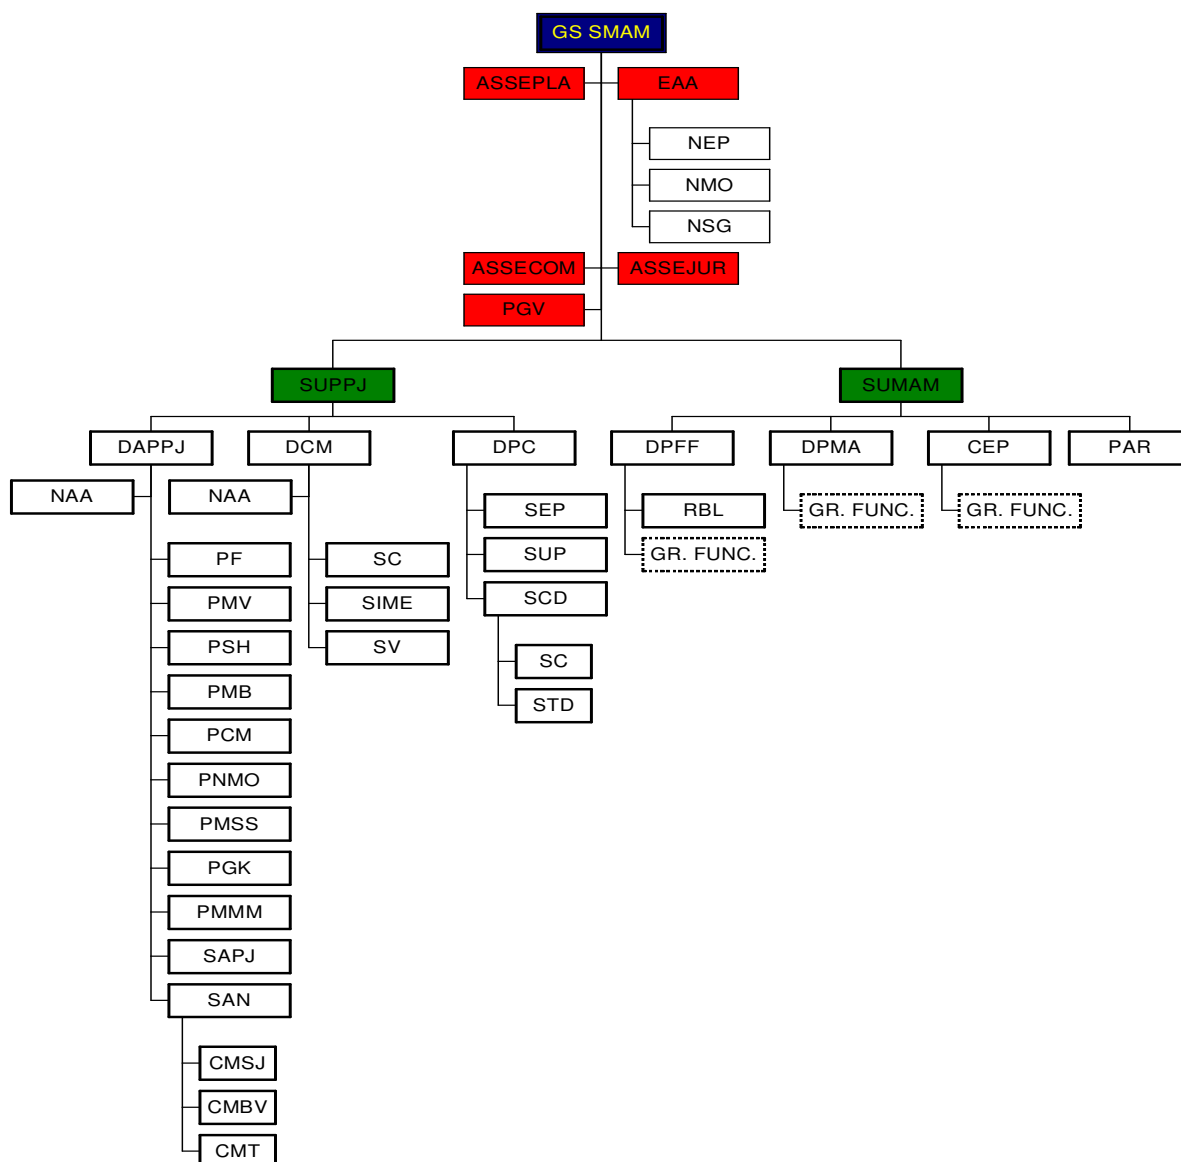 GS SMAM
ASSEPLA EAA
NEP
NMO
NSG
ASSECOM ASSEJUR
PGV
SUPPJ SUMAM
DAPPJ DCM DPC DPFF DPMA CEP PAR
NAA NAA
SEP RBL GR. FUNC. GR. FUNC.
PF SC SUP GR. FUNC.
PMV SIME SCD
PSH SV
SC
PMB
STD
PCM
PNMO
PMSS
PGK
PMMM
SAPJ
SAN
CMSJ
CMBV
CMT